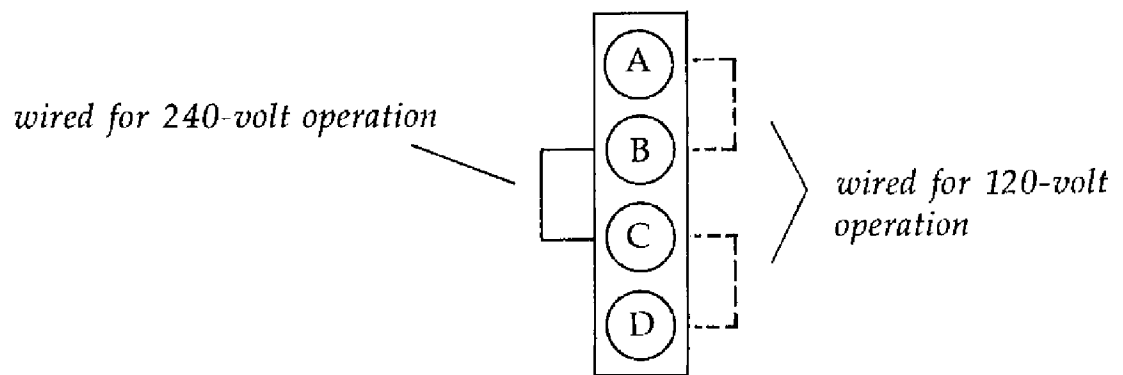 A
wired for 240-volt operation
B
wired for 120-volt
operation
C
D